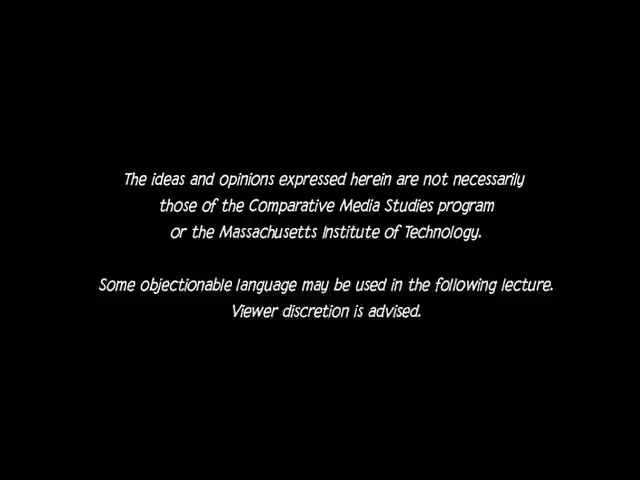 The ideas and opinions expressed herein are not necessarily
those of the Comparative Media Studies program
or the Massachusetts Institute of Technology.
Some objectionable language may be used in the following lecture.
Viewer discretion is advised.